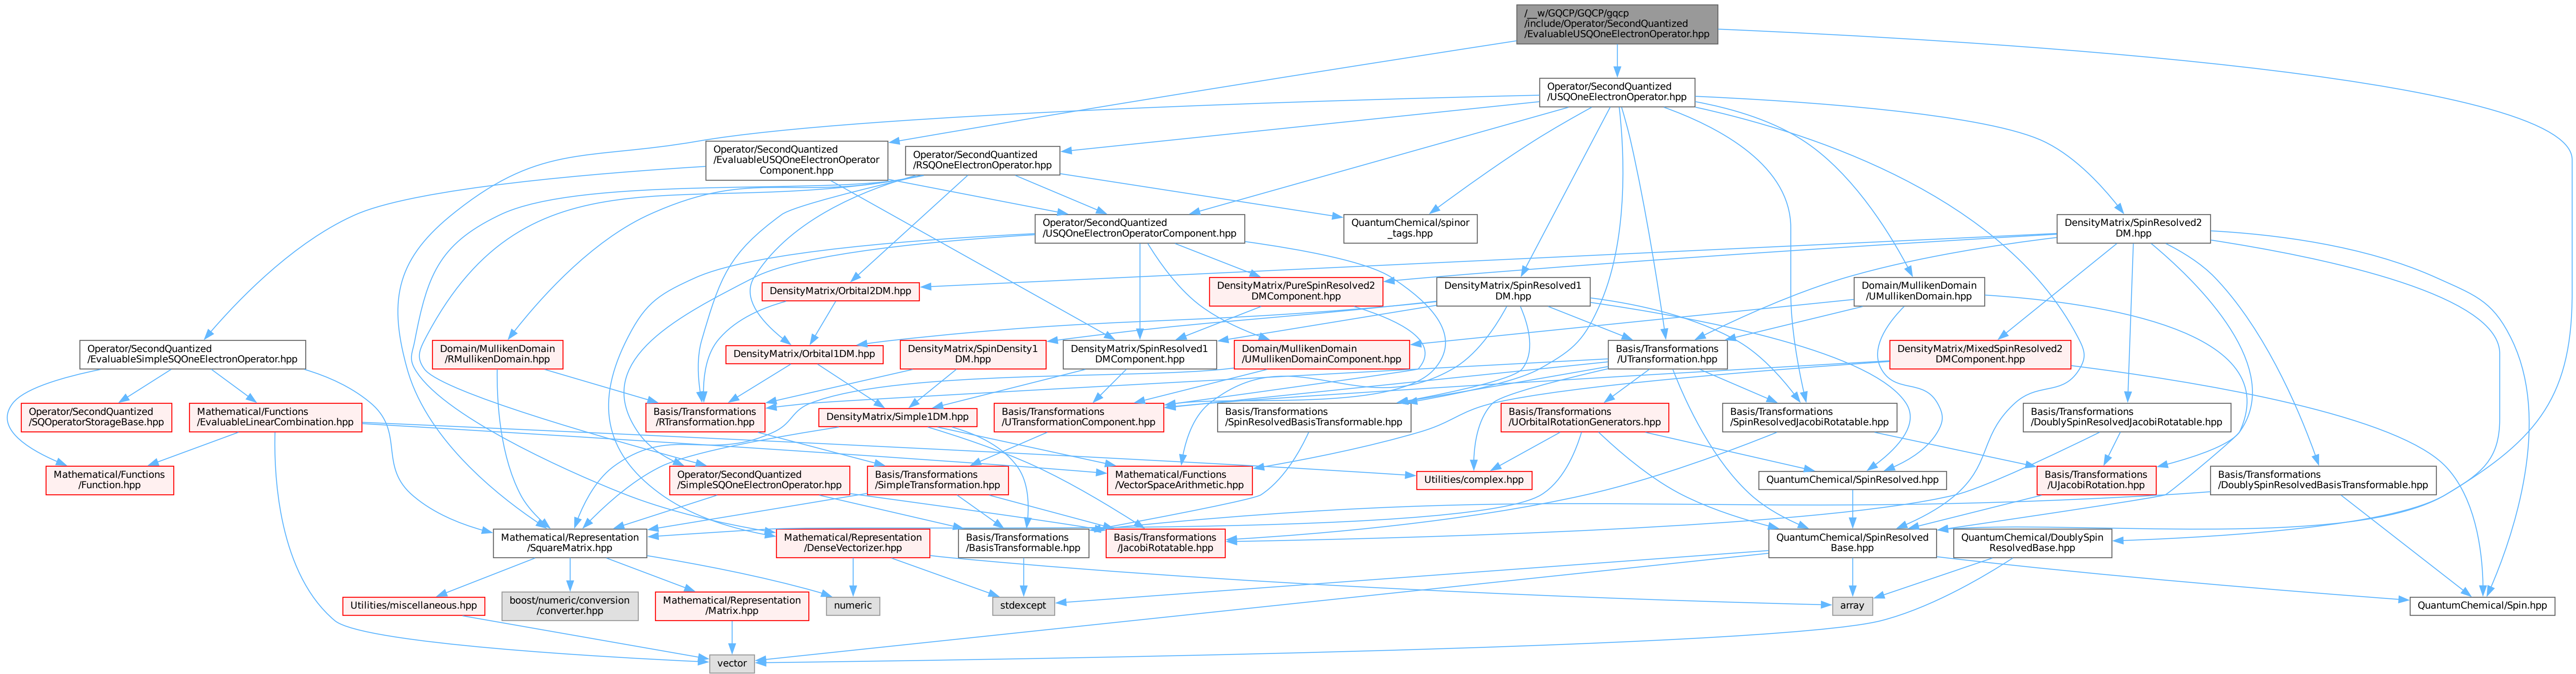 /__w/GQCP/GQCP/gqcp
/include/Operator/SecondQuantized
/EvaluableUSQOneElectronOperator.hpp
Operator/SecondQuantized
/USQOneElectronOperator.hpp
Operator/SecondQuantized
/EvaluableUSQOneElectronOperator
Component.hpp
Operator/SecondQuantized
/RSQOneElectronOperator.hpp
Operator/SecondQuantized
/USQOneElectronOperatorComponent.hpp
QuantumChemical/spinor
_tags.hpp
DensityMatrix/SpinResolved2
DM.hpp
DensityMatrix/Orbital2DM.hpp
DensityMatrix/PureSpinResolved2
DMComponent.hpp
DensityMatrix/SpinResolved1
DM.hpp
Domain/MullikenDomain
/UMullikenDomain.hpp
Operator/SecondQuantized
/EvaluableSimpleSQOneElectronOperator.hpp
Domain/MullikenDomain
/RMullikenDomain.hpp
DensityMatrix/Orbital1DM.hpp
DensityMatrix/SpinDensity1
DM.hpp
DensityMatrix/SpinResolved1
DMComponent.hpp
Domain/MullikenDomain
/UMullikenDomainComponent.hpp
Basis/Transformations
/UTransformation.hpp
DensityMatrix/MixedSpinResolved2
DMComponent.hpp
Operator/SecondQuantized
/SQOperatorStorageBase.hpp
Mathematical/Functions
/EvaluableLinearCombination.hpp
Basis/Transformations
/RTransformation.hpp
DensityMatrix/Simple1DM.hpp
Basis/Transformations
/UTransformationComponent.hpp
Basis/Transformations
/SpinResolvedBasisTransformable.hpp
Basis/Transformations
/UOrbitalRotationGenerators.hpp
Basis/Transformations
/SpinResolvedJacobiRotatable.hpp
Basis/Transformations
/DoublySpinResolvedJacobiRotatable.hpp
Mathematical/Functions
/Function.hpp
Operator/SecondQuantized
/SimpleSQOneElectronOperator.hpp
Basis/Transformations
/SimpleTransformation.hpp
Mathematical/Functions
/VectorSpaceArithmetic.hpp
Utilities/complex.hpp
QuantumChemical/SpinResolved.hpp
Basis/Transformations
/UJacobiRotation.hpp
Basis/Transformations
/DoublySpinResolvedBasisTransformable.hpp
Mathematical/Representation
/SquareMatrix.hpp
Mathematical/Representation
/DenseVectorizer.hpp
Basis/Transformations
/BasisTransformable.hpp
Basis/Transformations
/JacobiRotatable.hpp
QuantumChemical/SpinResolved
Base.hpp
QuantumChemical/DoublySpin
ResolvedBase.hpp
Utilities/miscellaneous.hpp
boost/numeric/conversion
/converter.hpp
Mathematical/Representation
/Matrix.hpp
numeric
stdexcept
array
QuantumChemical/Spin.hpp
vector